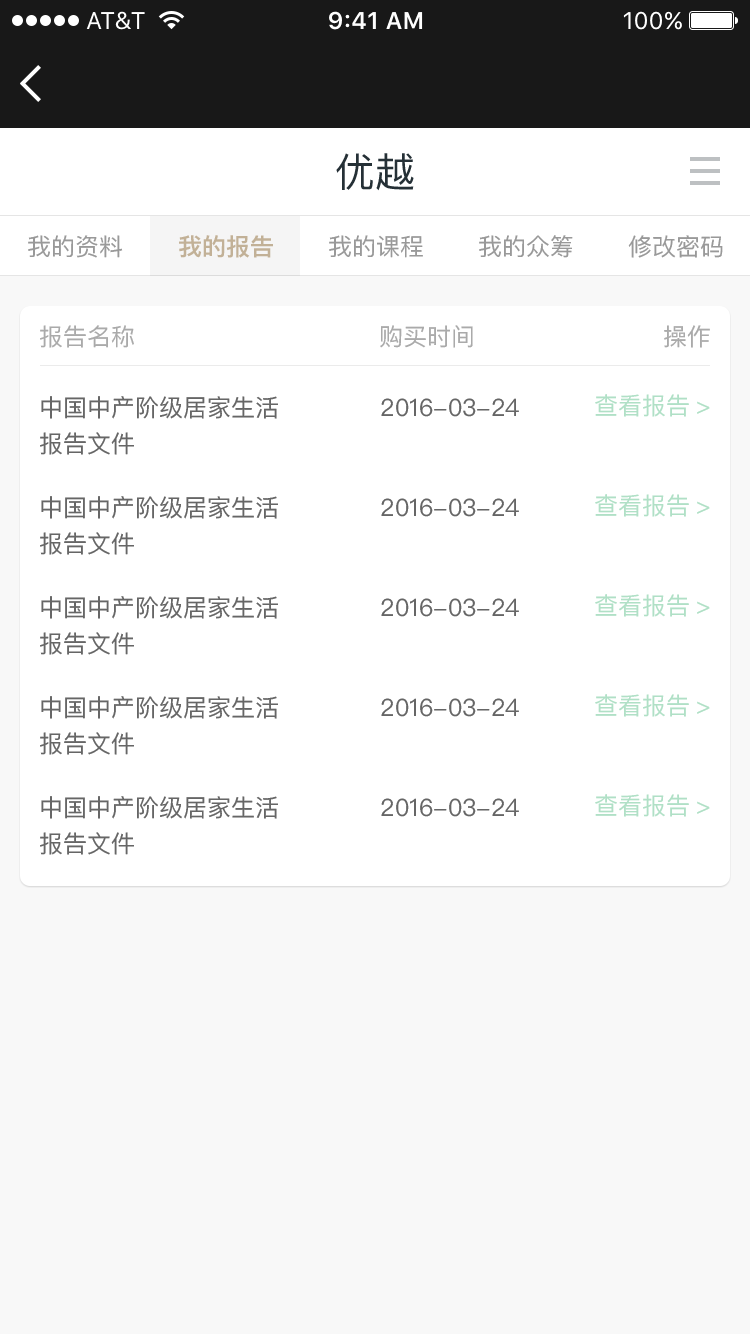 AT&T 9:41 AM 100%
优越
我的资料 我的报告 我的课程 我的众筹 修改密码
报告名称 购买时间 操作
中国中产阶级居家生活 2016-03-24 查看报告 >
报告文件
中国中产阶级居家生活 2016-03-24 查看报告 >
报告文件
中国中产阶级居家生活 2016-03-24 查看报告 >
报告文件
中国中产阶级居家生活 2016-03-24 查看报告 >
报告文件
中国中产阶级居家生活 2016-03-24 查看报告 >
报告文件